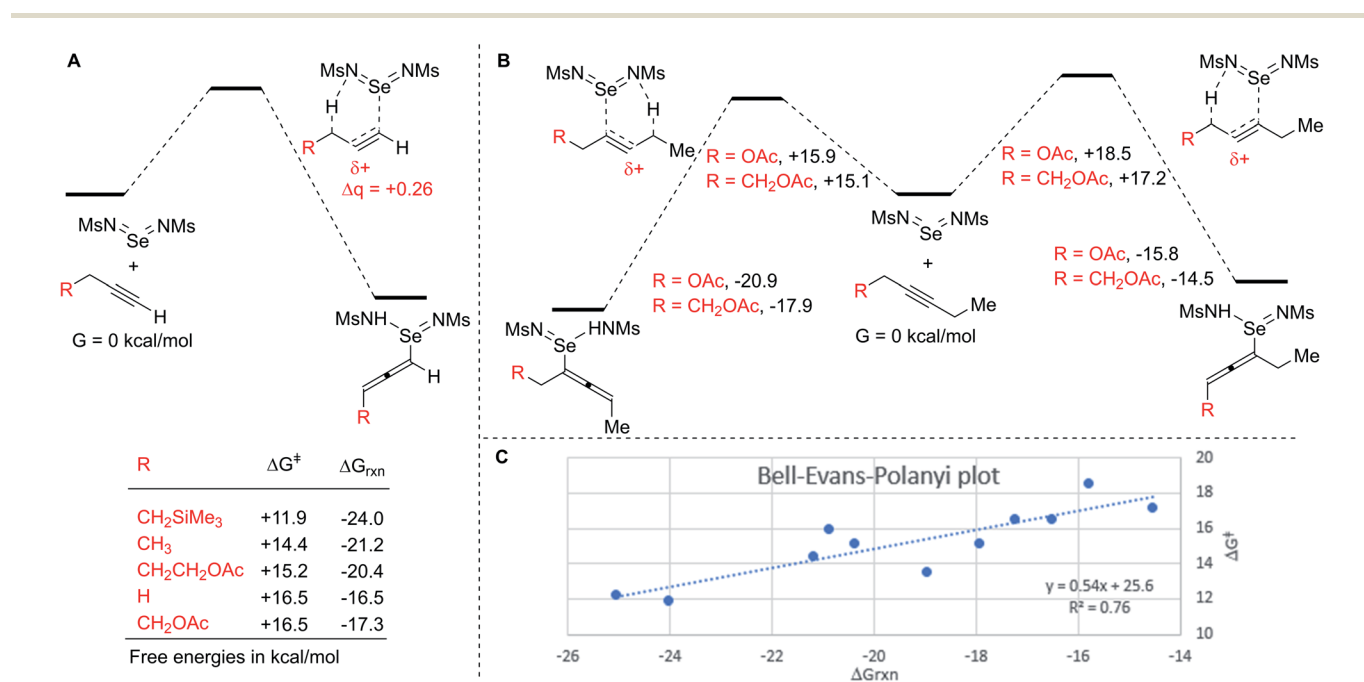 A
MsN Se NMs
H
R H
δ+
Δq = +0.26
MsN Se NMs
+
R
H
G = 0 kcal/mol
MsNH Se NMs
H
R
R ΔG‡ ΔGrxn
CH2SiMe3 +11.9 -24.0
CH3 +14.4 -21.2
CH2CH2OAc +15.2 -20.4
H +16.5 -16.5
CH2OAc +16.5 -17.3
Free energies in kcal/mol
B
MsN Se NMs
H
R Me
δ+
R = OAc, +15.9
R = CH2OAc, +15.1
R = OAc, -20.9
R = CH2OAc, -17.9
MsN Se HNMs
R
Me
MsN Se NMs
+
R
Me
G = 0 kcal/mol
MsN Se NMs
H
R Me
δ+
R = OAc, +18.5
R = CH2OAc, +17.2
R = OAc, -15.8
R = CH2OAc, -14.5
MsNH Se NMs
Me
R
C
Bell-Evans-Polanyi plot
20
18
16
14
12
10
ΔG‡
y = 0.54x + 25.6
R² = 0.76
-26 -24 -22 -20 -18 -16 -14
ΔGrxn